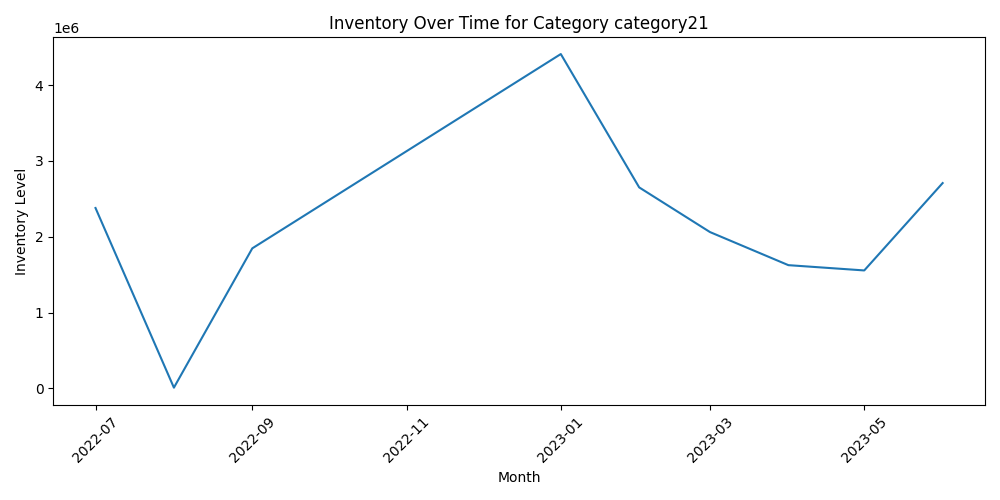 Inventory Over Time for Category category21
1e6
4
3
2
1
0
Inventory Level
2022-07
2022-09
2022-11
2023-01
2023-03
2023-05
Month